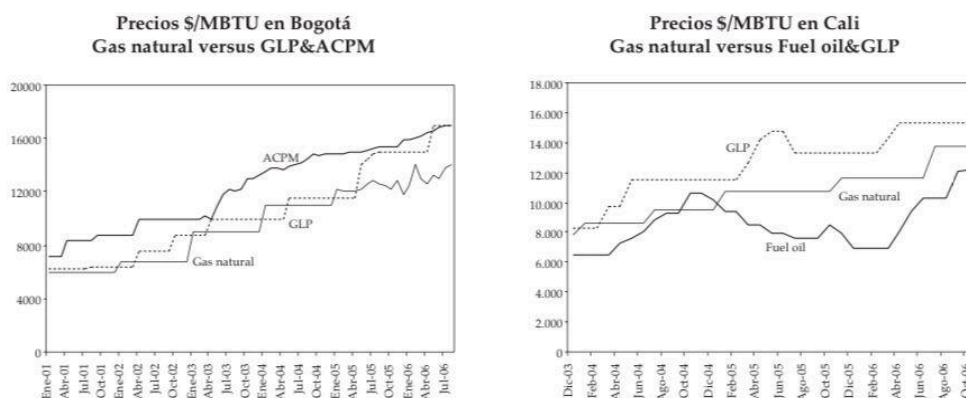 Precios $/MBTU en Bogotá
Gas natural versus GLP&ACPM
20000
16000
12000
8000
4000
0
ACPM
GLP
Gas natural
Ene-01
Abr-01
Jul-01
Oct-01
Ene-02
Abr-02
Jul-02
Oct-02
Ene-03
Abr-03
Jul-03
Oct-03
Ene-04
Abr-04
Jul-04
Oct-04
Ene-05
Abr-05
Jul-05
Oct-05
Ene-06
Abr-06
Jul-06
Precios $/MBTU en Cali
Gas natural versus Fuel oil&GLP
18.000
16.000
14.000
12.000
10.000
8.000
6.000
4.000
2.000
0
GLP
Gas natural
Fuel oil
Dic-03
Feb-04
Abr-04
Jun-04
Ago-04
Oct-04
Dic-04
Feb-05
Abr-05
Jun-05
Ago-05
Oct-05
Dic-05
Feb-06
Abr-06
Jun-06
Ago-06
Oct-06